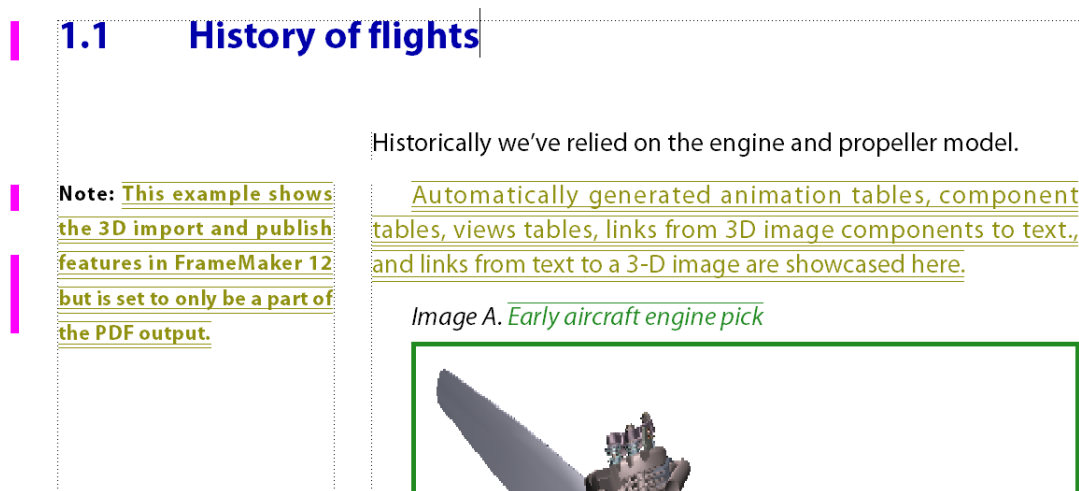 1.1 History of flights
Historically we've relied on the engine and propeller model.
Note: This example shows
the 3D import and publish
features in FrameMaker 12
but is set to only be a part of
the PDF output.
Automatically generated animation tables, component
tables, views tables, links from 3D image components to text.,
and links from text to a 3-D image are showcased here.
Image A. Early aircraft engine pick